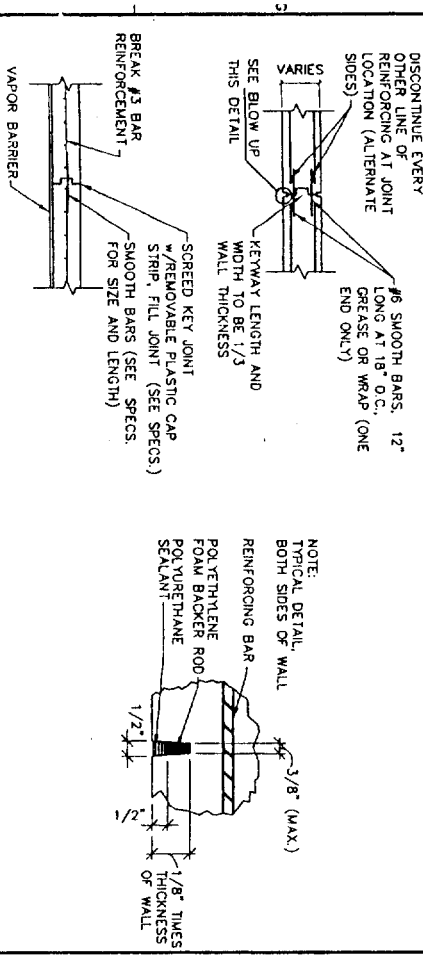 DISCONTINUE EVERY
OTHER LINE OF
REINFORCING AT JOINT
LOCATION (ALTERNATE
SIDES)
VARIES
SEE BLOW UP
THIS DETAIL
#6 SMOOTH BARS, 12"
LONG AT 18" O.C.,
GREASE OR WRAP (ONE
END ONLY)
KEYWAY LENGTH AND
WIDTH TO BE 1/3
WALL THICKNESS
BREAK #3 BAR
REINFORCEMENT
VAPOR BARRIER
SCREED KEY JOINT
w/REMOVABLE PLASTIC CAP
STRIP, FILL JOINT (SEE SPECS.)
SMOOTH BARS (SEE SPECS.
FOR SIZE AND LENGTH)
NOTE:
TYPICAL DETAIL,
BOTH SIDES OF WALL
REINFORCING BAR
POLYETHYLENE
FOAM BACKER ROD
POLYURETHANE
SEALANT
1/2"
1/2"
3/8" (MAX.)
1/8" TIMES
THICKNESS
OF WALL